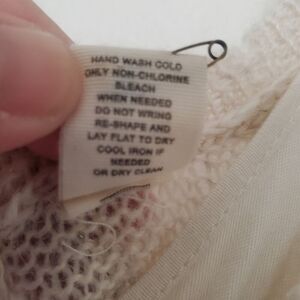 HAND WASH COLD
ONLY NON-CHLORINE
BLEACH
WHEN NEEDED
DO NOT WRING
RE-SHAPE AND
LAY FLAT TO DRY
COOL IRON IF
NEEDED
OR DRY CLEAN